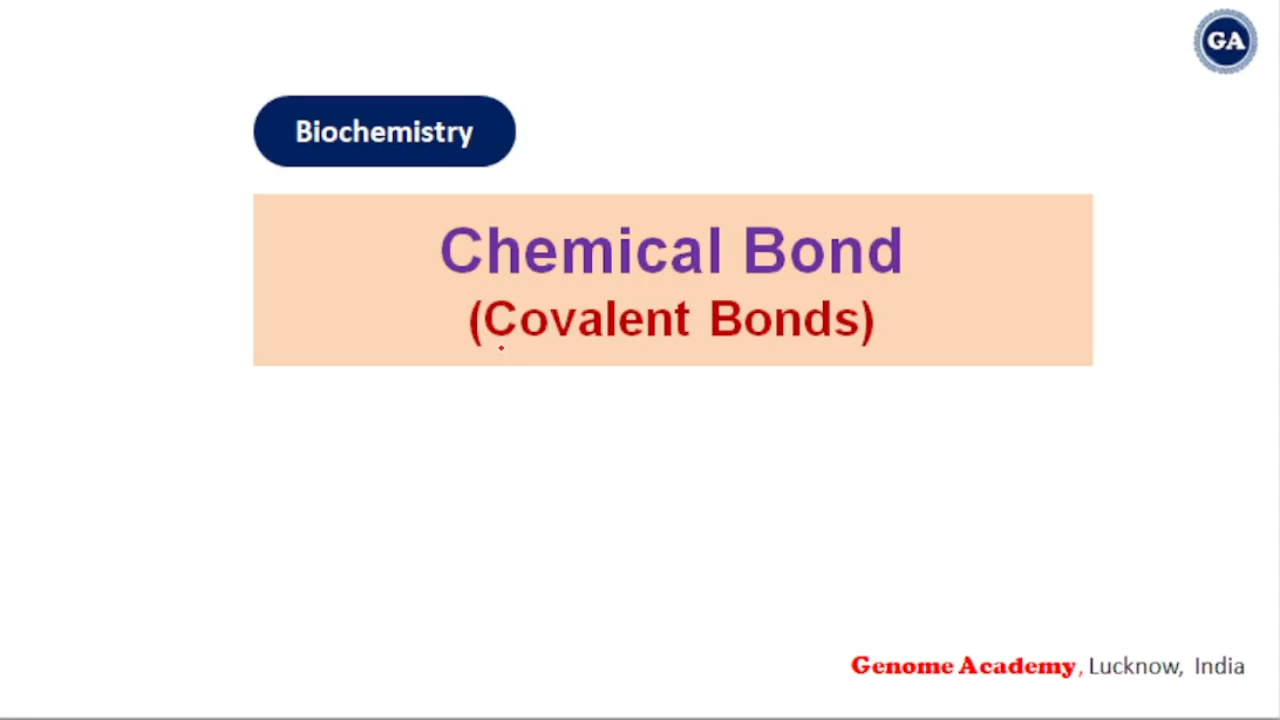 GA
Biochemistry
Chemical Bond
(Covalent Bonds)
Genome Academy, Lucknow, India